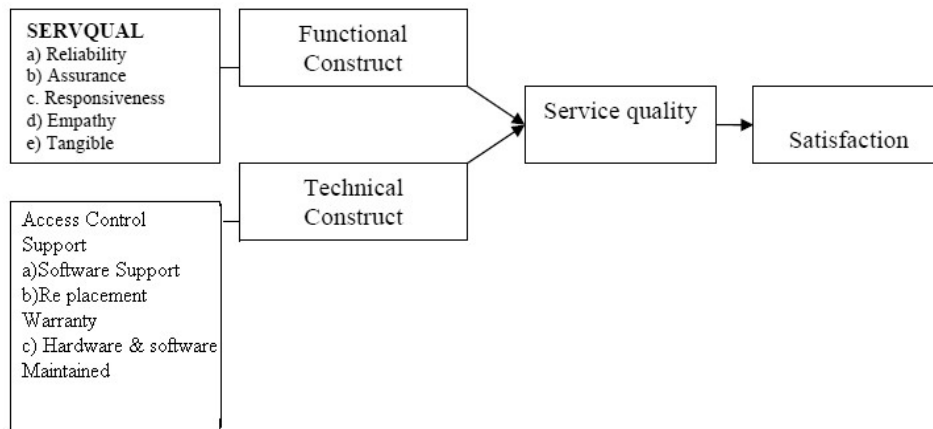 SERVQUAL
a) Reliability
b) Assurance
c. Responsiveness
d) Empathy
e) Tangible
Functional
Construct
Service quality
Satisfaction
Technical
Construct
Access Control
Support
a)Software Support
b)Re placement
Warranty
c) Hardware & software
Maintained